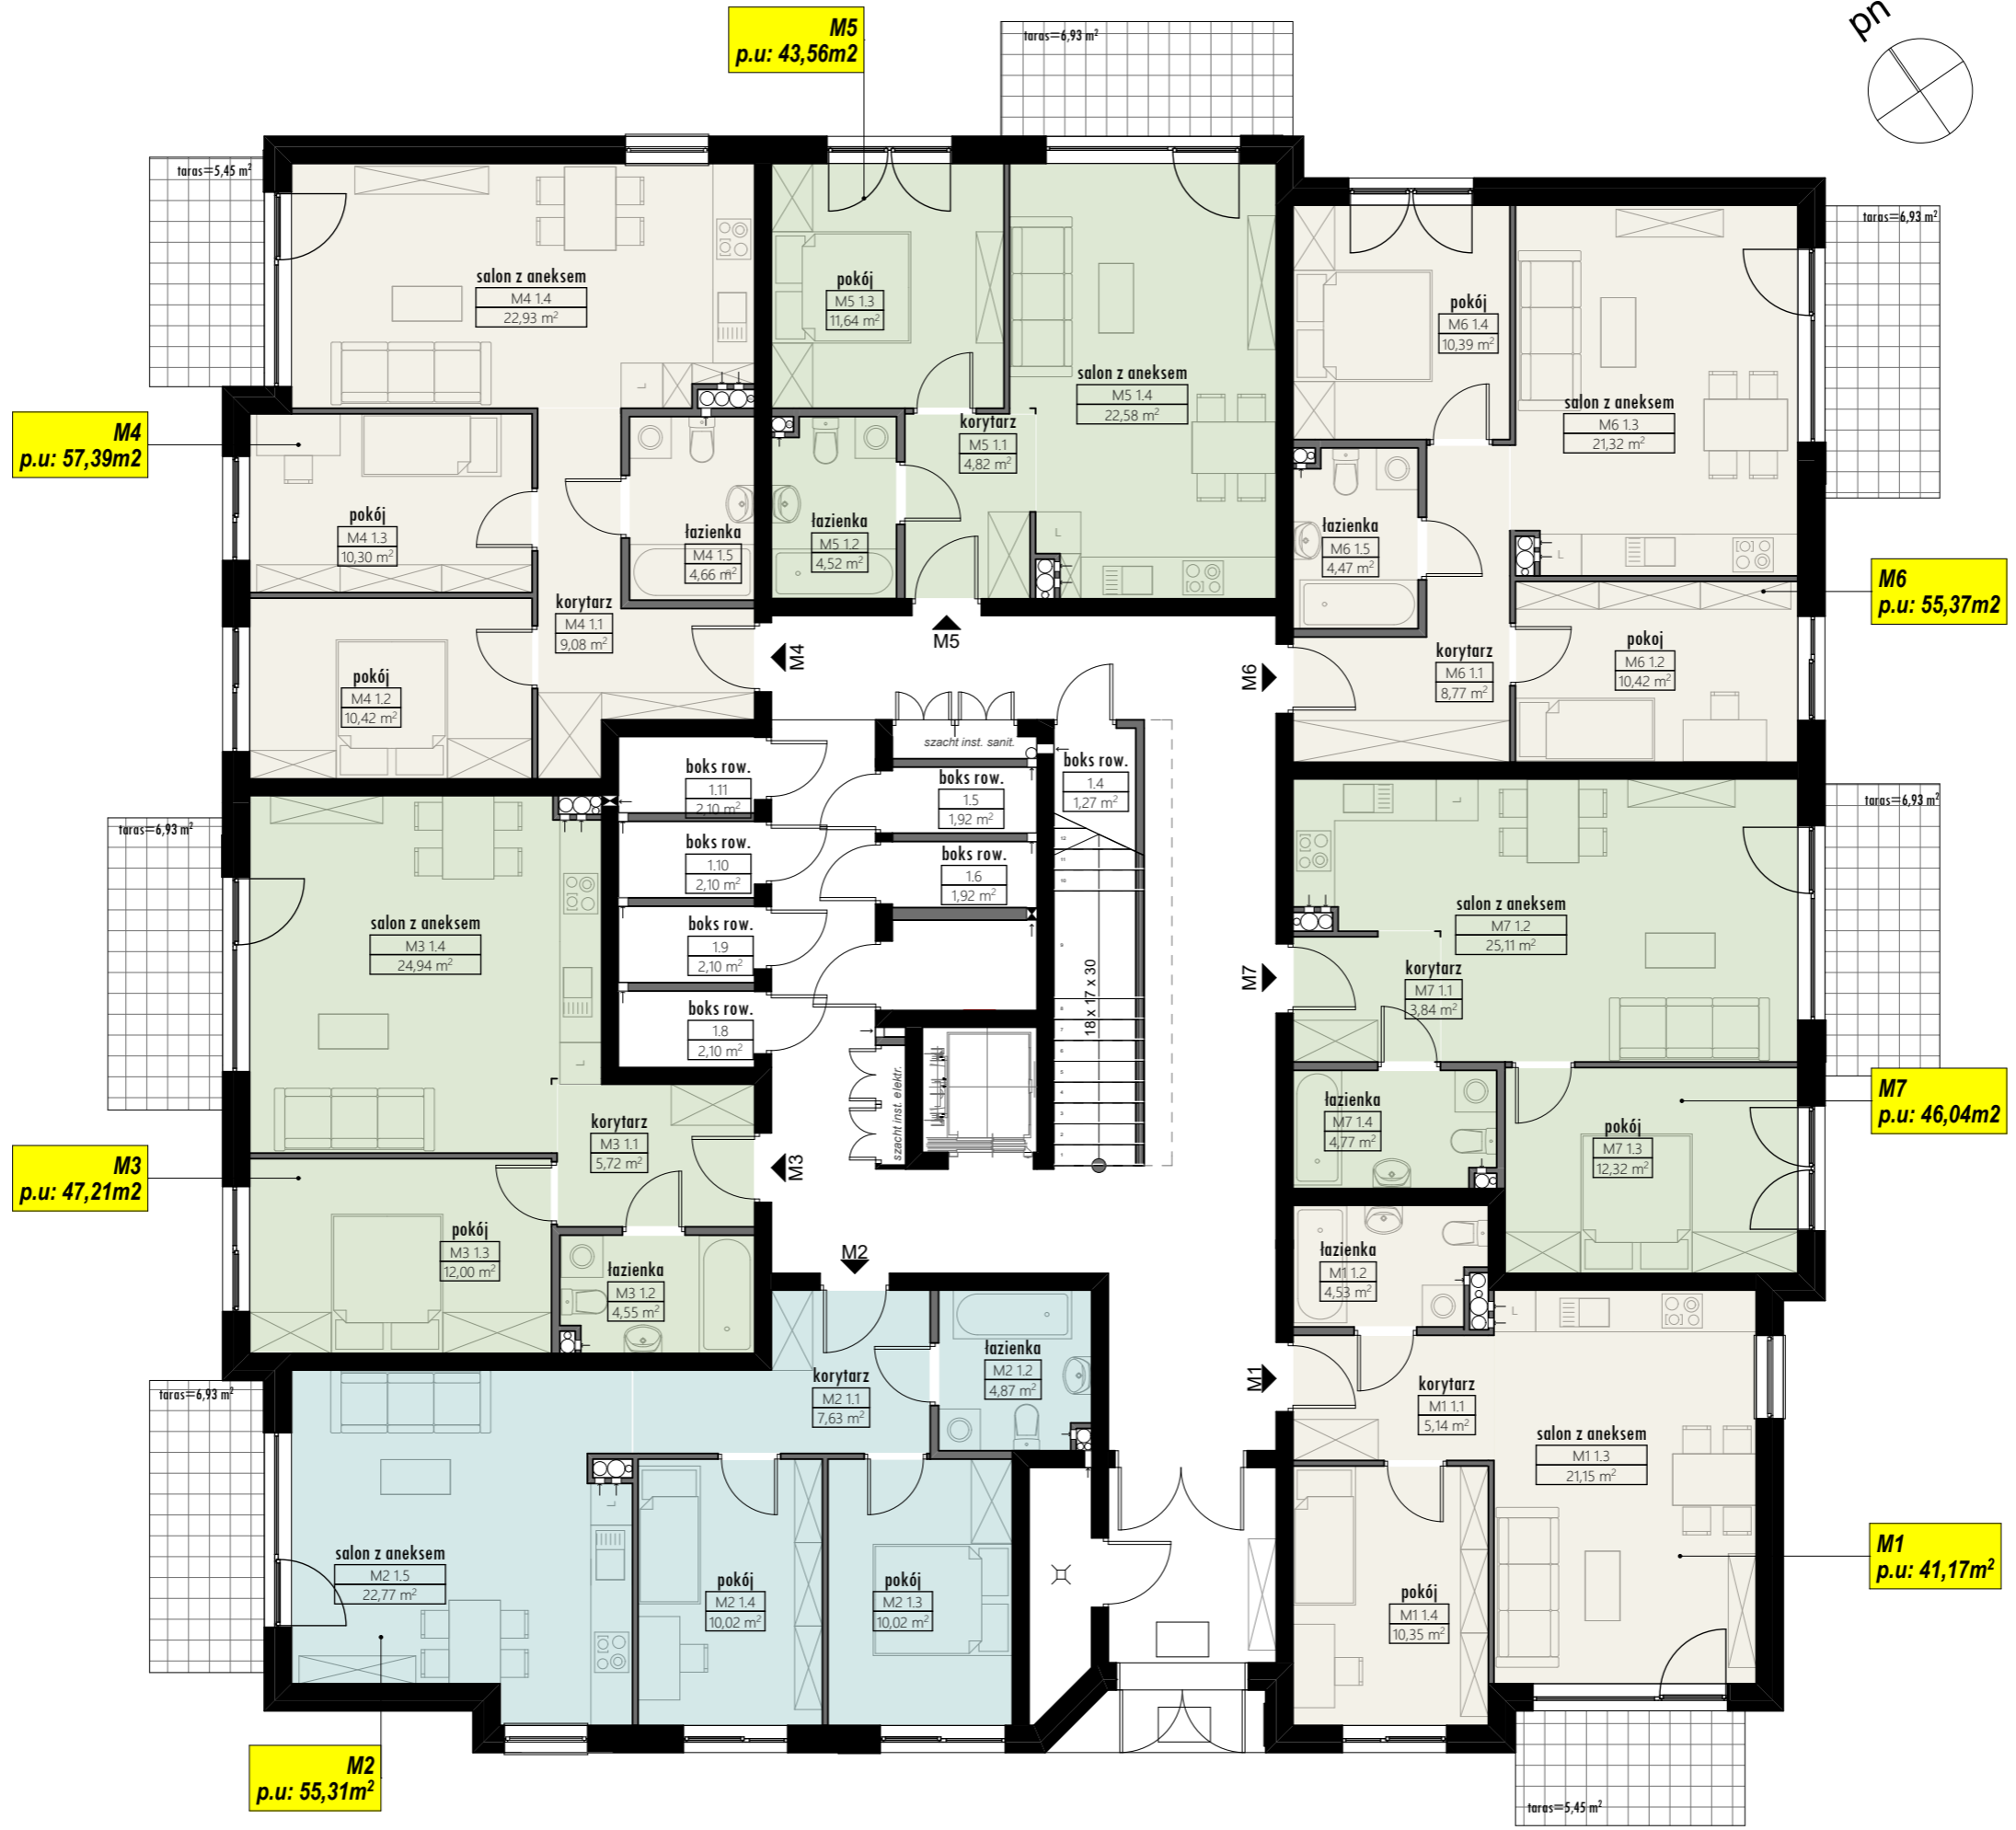 pn
M5
p.u: 43,56m2
taras=6,93 m²
taras=5,45 m²
salon z aneksem
M4 1.4
22,93 m²
pokój
M5 1.3
11,64 m²
salon z aneksem
M5 1.4
22,58 m²
korytarz
M5 1.1
4,82 m²
łazienka
M5 1.2
4,52 m²
taras=6,93 m²
pokój
M6 1.4
10,39 m²
salon z aneksem
M6 1.3
21,32 m²
łazienka
M6 1.5
4,47 m²
M4
p.u: 57,39m2
pokój
M4 1.3
10,30 m²
łazienka
M4 1.5
4,66 m²
korytarz
M4 1.1
9,08 m²
pokój
M4 1.2
10,42 m²
M4
M5
M6
M6
p.u: 55,37m2
korytarz
M6 1.1
8,77 m²
pokoj
M6 1.2
10,42 m²
szacht inst. sanit.
boks row.
1.11
2,10 m²
boks row.
1.5
1,92 m²
boks row.
1.4
1,27 m²
boks row.
1.10
2,10 m²
boks row.
1.6
1,92 m²
boks row.
1.9
2,10 m²
boks row.
1.8
2,10 m²
18 x 17 x 30
szacht inst. elektr.
taras=6,93 m²
salon z aneksem
M3 1.4
24,94 m²
korytarz
M3 1.1
5,72 m²
M3
M3
p.u: 47,21m2
pokój
M3 1.3
12,00 m²
łazienka
M3 1.2
4,55 m²
taras=6,93 m²
salon z aneksem
M7 1.2
25,11 m²
M7
korytarz
M7 1.1
3,84 m²
łazienka
M7 1.4
4,77 m²
pokój
M7 1.3
12,32 m²
M7
p.u: 46,04m2
M2
taras=6,93 m²
korytarz
M2 1.1
7,63 m²
łazienka
M2 1.2
4,87 m²
salon z aneksem
M2 1.5
22,77 m²
pokój
M2 1.4
10,02 m²
pokój
M2 1.3
10,02 m²
M2
p.u: 55,31m²
łazienka
M1 1.2
4,53 m²
M1
korytarz
M1 1.1
5,14 m²
salon z aneksem
M1 1.3
21,15 m²
pokój
M1 1.4
10,35 m²
M1
p.u: 41,17m²
taras=5,45 m²
L
L
L
L
L
L
L